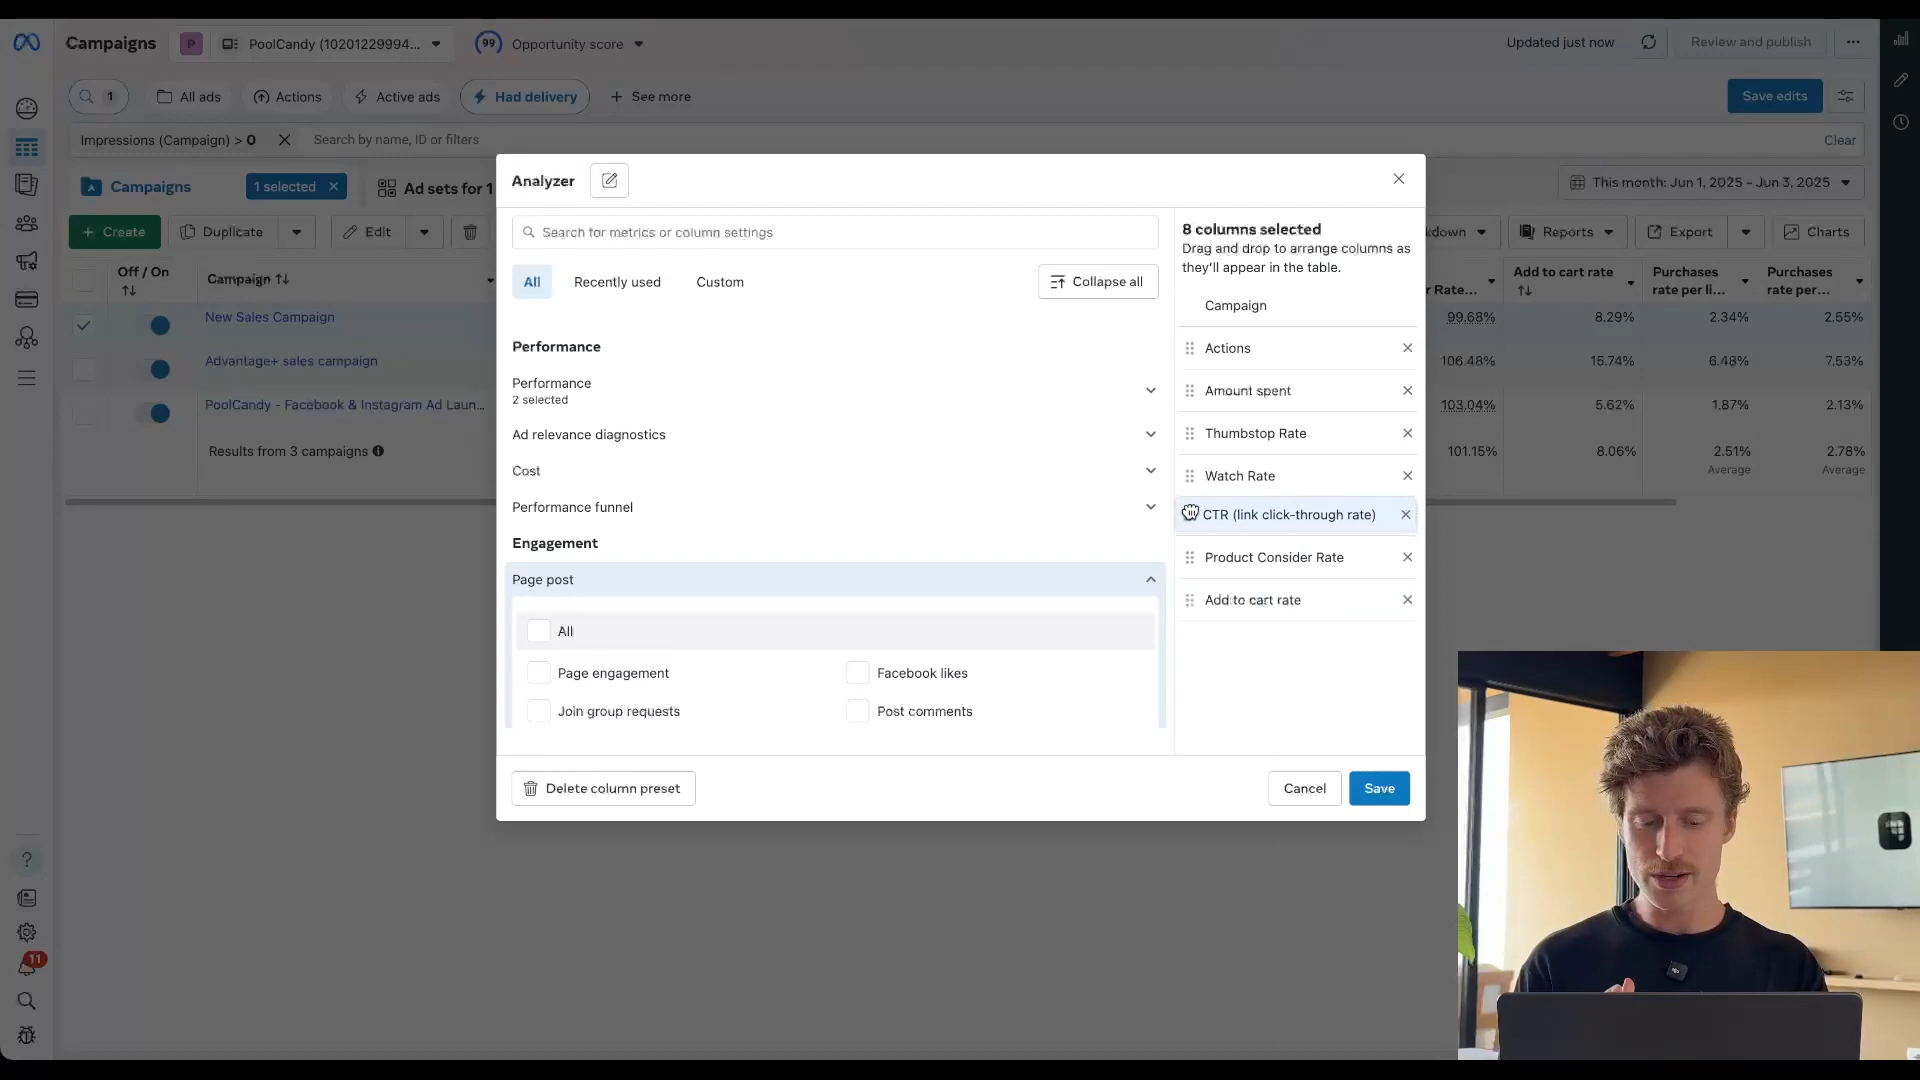 Campaigns
P
PoolCandy (10201229994...
99
Opportunity score
Updated just now
Review and publish
1
All ads
Actions
Active ads
Had delivery
See more
Save edits
Impressions (Campaign) > 0
Search by name, ID or filters
Clear
Campaigns
1 selected
Ad sets for 1
This month: Jun 1, 2025 - Jun 3, 2025
Create
Duplicate
Edit
Reports
Export
Charts
Off / On
Campaign
r Rate...
Add to cart rate
Purchases
rate per li...
Purchases
rate per...
New Sales Campaign
99.68%
8.29%
2.34%
2.55%
Advantage+ sales campaign
106.48%
15.74%
6.48%
7.53%
PoolCandy - Facebook & Instagram Ad Laun...
103.04%
5.62%
1.87%
2.13%
Results from 3 campaigns
101.15%
8.06%
2.51%
Average
2.78%
Average
Analyzer
Search for metrics or column settings
All
Recently used
Custom
Collapse all
Performance
Performance
2 selected
Ad relevance diagnostics
Cost
Performance funnel
Engagement
Page post
All
Page engagement
Facebook likes
Join group requests
Post comments
8 columns selected
Drag and drop to arrange columns as
they'll appear in the table.
Campaign
Actions
Amount spent
Thumbstop Rate
Watch Rate
CTR (link click-through rate)
Product Consider Rate
Add to cart rate
Delete column preset
Cancel
Save
11